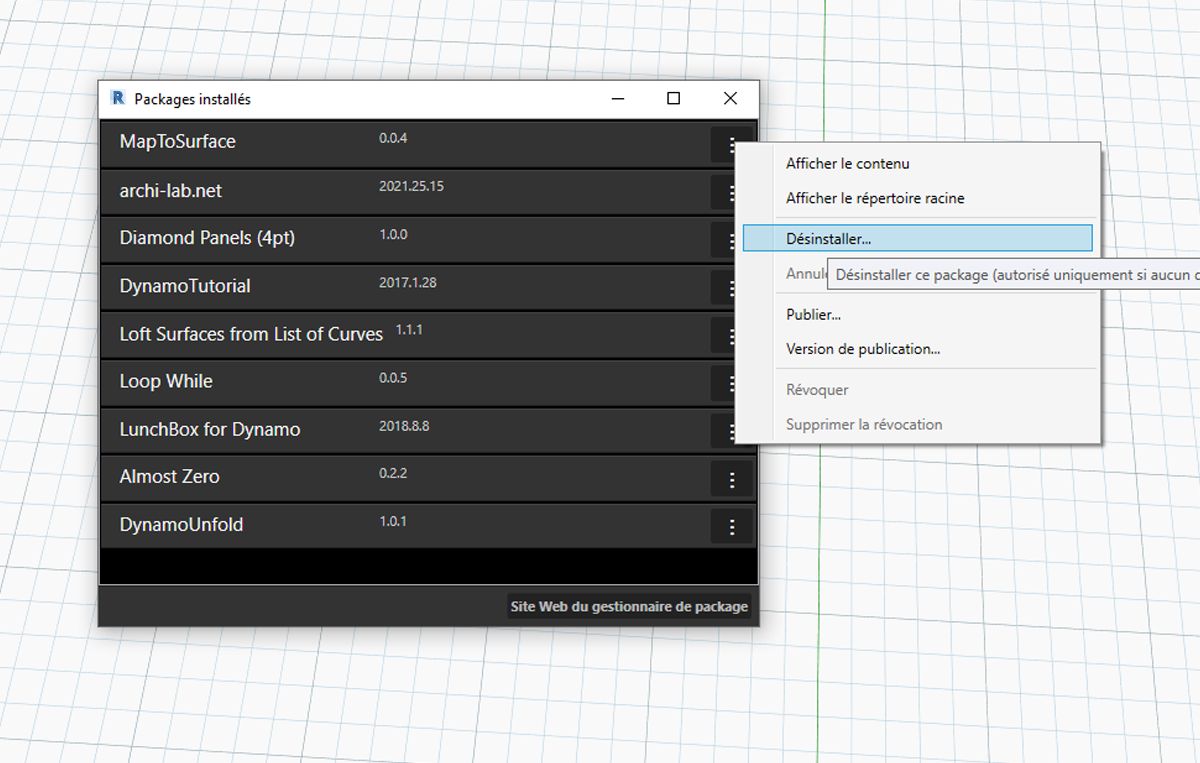 Packages installés
MapToSurface 0.0.4
archi-lab.net 2021.25.15
Diamond Panels (4pt) 1.0.0
DynamoTutorial 2017.1.28
Loft Surfaces from List of Curves 1.1.1
Loop While 0.0.5
LunchBox for Dynamo 2018.8.8
Almost Zero 0.2.2
DynamoUnfold 1.0.1
Site Web du gestionnaire de package
Afficher le contenu
Afficher le répertoire racine
Désinstaller...
Désinstaller ce package (autorisé uniquement si aucun
Publier...
Version de publication...
Révoquer
Supprimer la révocation